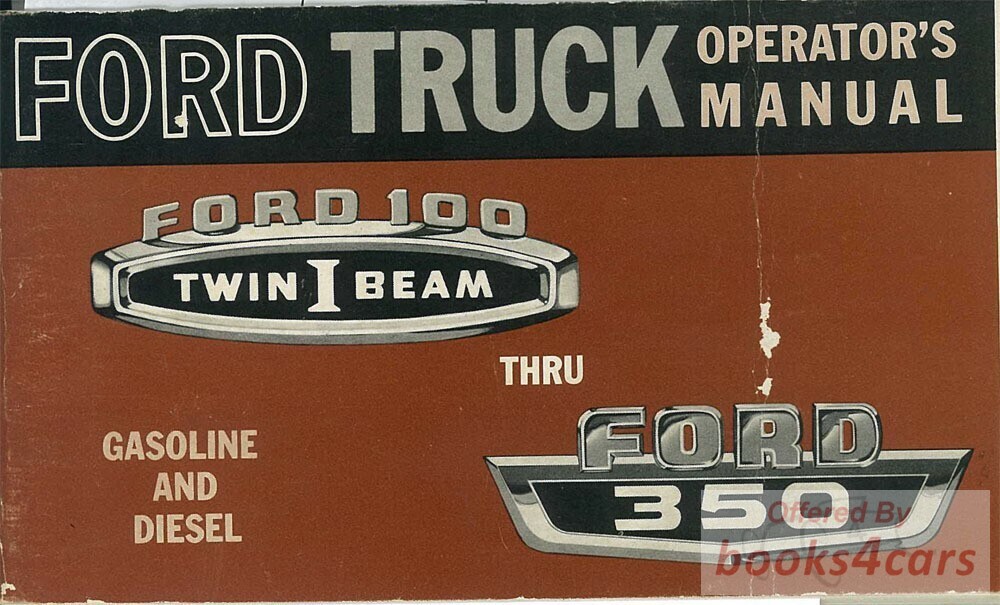 FORD TRUCK OPERATOR'S
MANUAL
FORD 100
TWIN I BEAM
THRU
GASOLINE
AND
DIESEL
FORD
350
Offered By
books4cars